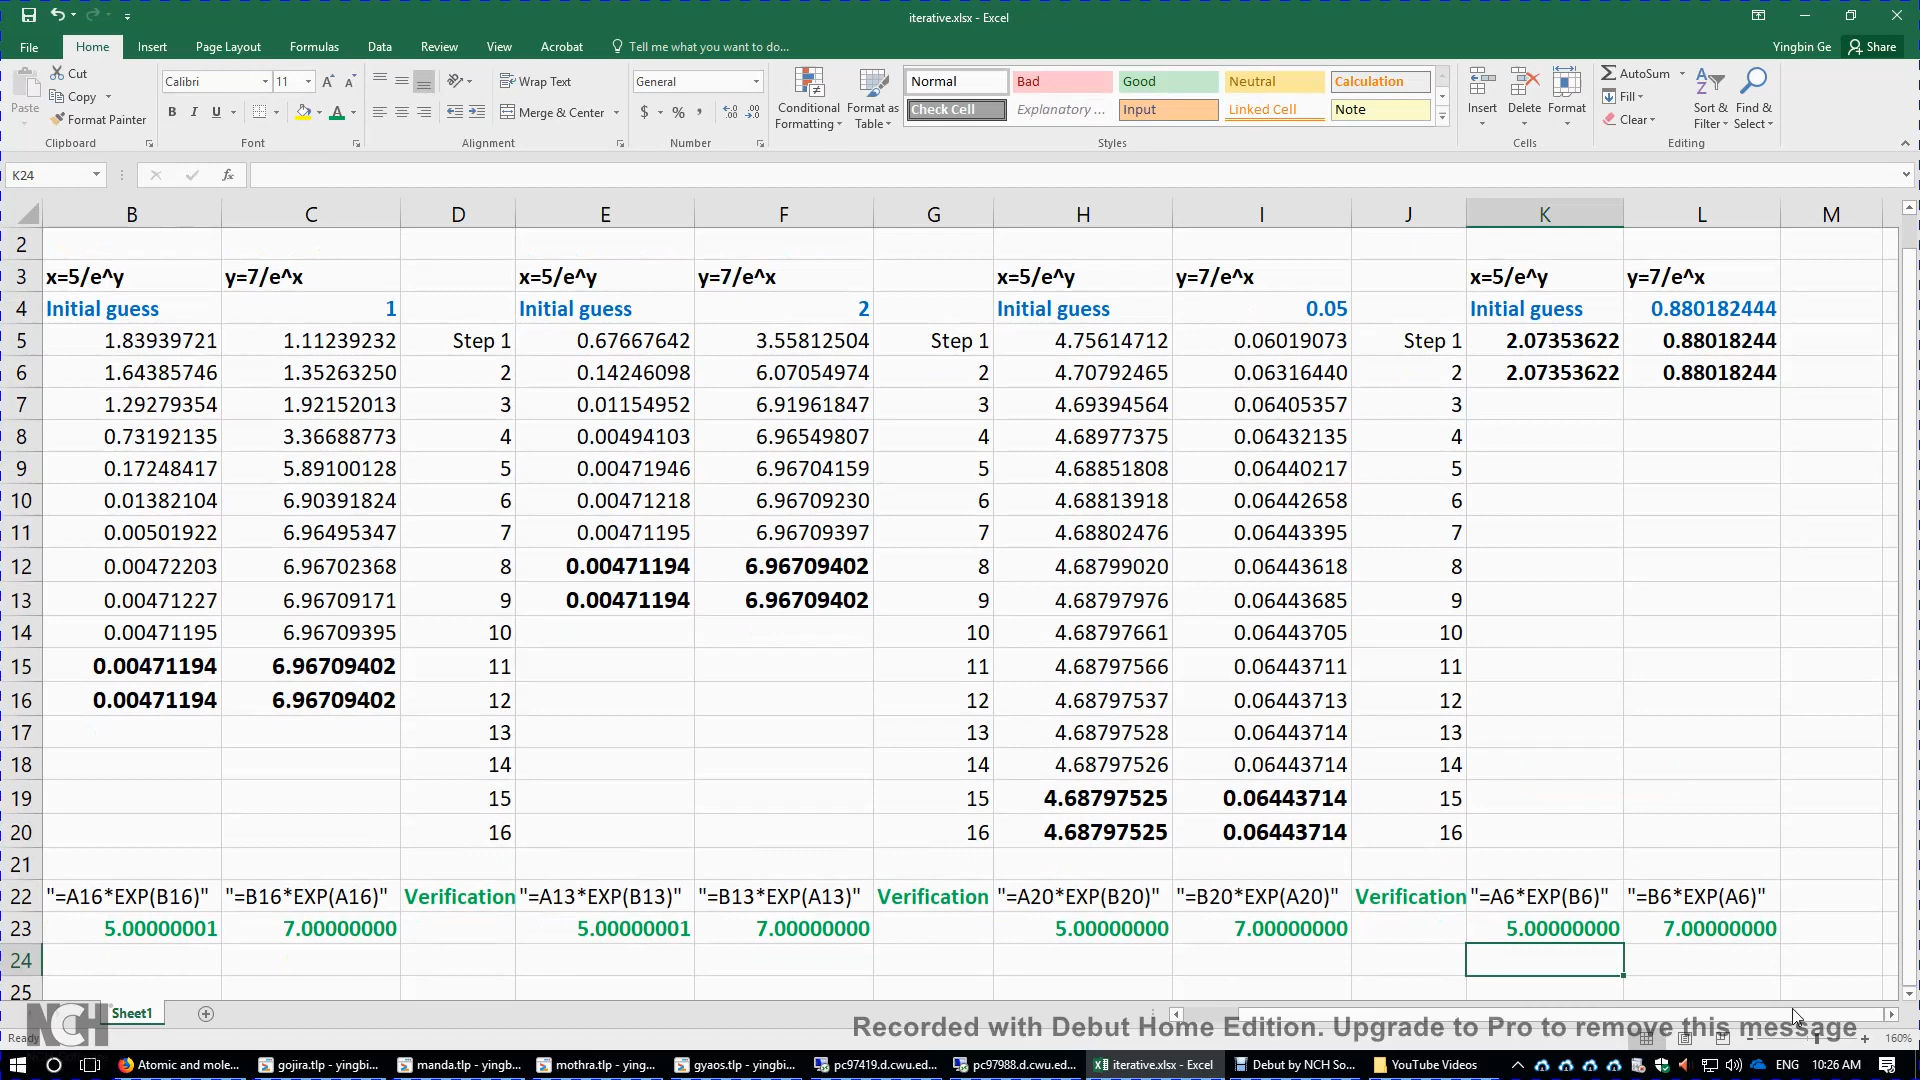 iterative.xlsx - Excel
File Home Insert Page Layout Formulas Data Review View Acrobat Tell me what you want to do... Yingbin Ge Share
Paste
Cut
Copy
Format Painter
Clipboard
Calibri 11
B I U
Font
Wrap Text
Merge & Center
Alignment
General
$ % ,
Number
Conditional Formatting
Format as Table
Normal Bad Good Neutral Calculation
Check Cell Explanatory ... Input Linked Cell Note
Styles
Insert Delete Format
Cells
AutoSum
Fill
Clear
Sort & Filter
Find & Select
Editing
K24 fx
B C D E F G H I J K L M
2
3 x=5/e^y y=7/e^x x=5/e^y y=7/e^x x=5/e^y y=7/e^x x=5/e^y y=7/e^x
4 Initial guess 1 Initial guess 2 Initial guess 0.05 Initial guess 0.880182444
5 1.83939721 1.11239232 Step 1 0.67667642 3.55812504 Step 1 4.75614712 0.06019073 Step 1 2.07353622 0.88018244
6 1.64385746 1.35263250 2 0.14246098 6.07054974 2 4.70792465 0.06316440 2 2.07353622 0.88018244
7 1.29279354 1.92152013 3 0.01154952 6.91961847 3 4.69394564 0.06405357 3
8 0.73192135 3.36688773 4 0.00494103 6.96549807 4 4.68977375 0.06432135 4
9 0.17248417 5.89100128 5 0.00471946 6.96704159 5 4.68851808 0.06440217 5
10 0.01382104 6.90391824 6 0.00471218 6.96709230 6 4.68813918 0.06442658 6
11 0.00501922 6.96495347 7 0.00471195 6.96709397 7 4.68802476 0.06443395 7
12 0.00472203 6.96702368 8 0.00471194 6.96709402 8 4.68799020 0.06443618 8
13 0.00471227 6.96709171 9 0.00471194 6.96709402 9 4.68797976 0.06443685 9
14 0.00471195 6.96709395 10 10 4.68797661 0.06443705 10
15 0.00471194 6.96709402 11 11 4.68797566 0.06443711 11
16 0.00471194 6.96709402 12 12 4.68797537 0.06443713 12
17 13 13 4.68797528 0.06443714 13
18 14 14 4.68797526 0.06443714 14
19 15 15 4.68797525 0.06443714 15
20 16 16 4.68797525 0.06443714 16
21
22 "=A16*EXP(B16)" "=B16*EXP(A16)" Verification "=A13*EXP(B13)" "=B13*EXP(A13)" Verification "=A20*EXP(B20)" "=B20*EXP(A20)" Verification "=A6*EXP(B6)" "=B6*EXP(A6)"
23 5.00000001 7.00000000 5.00000001 7.00000000 5.00000000 7.00000000 5.00000000 7.00000000
24
25
NCH
Sheet1
Ready
Recorded with Debut Home Edition. Upgrade to Pro to remove this message
160%
Atomic and mole... gojira.tlp - yingbi... manda.tlp - yingb... mothra.tlp - ying... gyaos.tlp - yingbi... pc97419.d.cwu.ed... pc97988.d.cwu.ed... iterative.xlsx - Excel Debut by NCH So... YouTube Videos ENG 10:26 AM